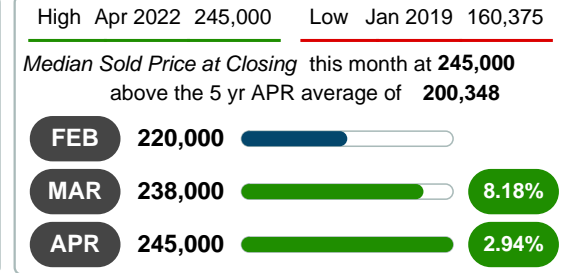 High Apr 2022 245,000 Low Jan 2019 160,375
Median Sold Price at Closing this month at 245,000
above the 5 yr APR average of 200,348
FEB 220,000
MAR 238,000 8.18%
APR 245,000 2.94%